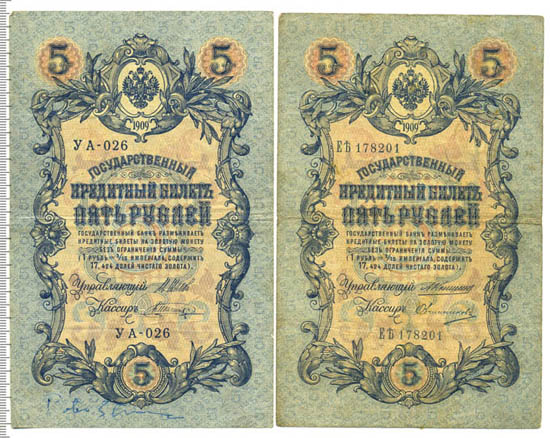 5 5
1909
УА-026
ГОСУДАРСТВЕННЫЙ
КРЕДИТНЫЙ БИЛЕТЪ
ПЯТЬ РУБЛЕЙ
ГОСУДАРСТВЕННЫЙ БАНКЪ РАЗМѢНИВАЕТЪ
КРЕДИТНЫЕ БИЛЕТЫ НА ЗОЛОТУЮ МОНЕТУ
БЕЗЪ ОГРАНИЧЕНІЯ СУММЫ
(1 РУБЛЬ = 1/15 ИМПЕРІАЛА, СОДЕРЖИТЪ
17,424 ДОЛЕЙ ЧИСТАГО ЗОЛОТА).
Управляющій
Кассиръ
УА-026
5
5 5
1909
ЕЪ 178201
ГОСУДАРСТВЕННЫЙ
КРЕДИТНЫЙ БИЛЕТЪ
ПЯТЬ РУБЛЕЙ
ГОСУДАРСТВЕННЫЙ БАНКЪ РАЗМѢНИВАЕТЪ
КРЕДИТНЫЕ БИЛЕТЫ НА ЗОЛОТУЮ МОНЕТУ
БЕЗЪ ОГРАНИЧЕНІЯ СУММЫ
(1 РУБЛЬ = 1/15 ИМПЕРІАЛА, СОДЕРЖИТЪ
17,424 ДОЛЕЙ ЧИСТАГО ЗОЛОТА).
Управляющій
Кассиръ
ЕЪ 178201
5